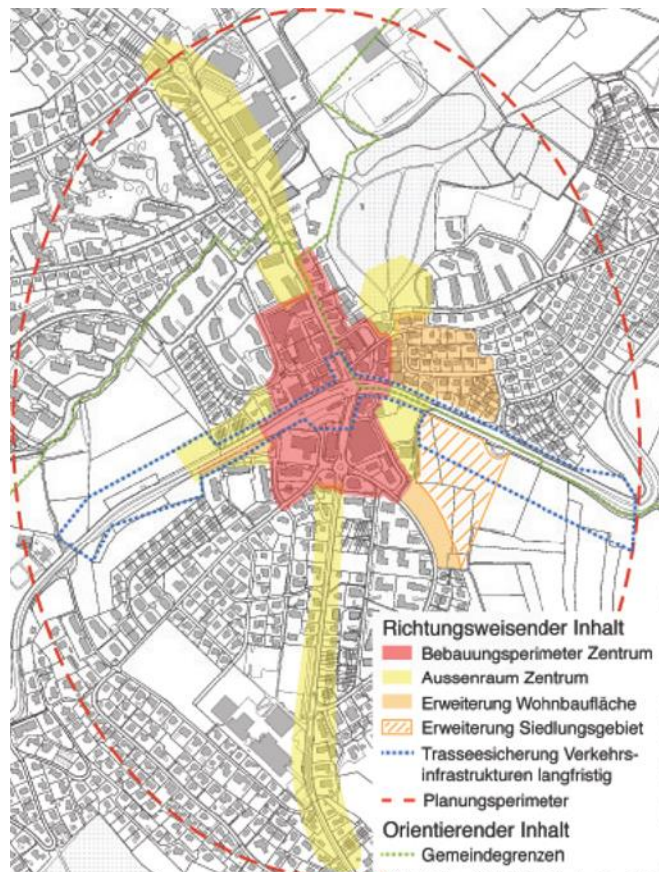 Richtungsweisender Inhalt
Bebauungsperimeter Zentrum
Aussenraum Zentrum
Erweiterung Wohnbaufläche
Erweiterung Siedlungsgebiet
Trasseesicherung Verkehrs-
infrastrukturen langfristig
Planungsperimeter
Orientierender Inhalt
Gemeindegrenzen